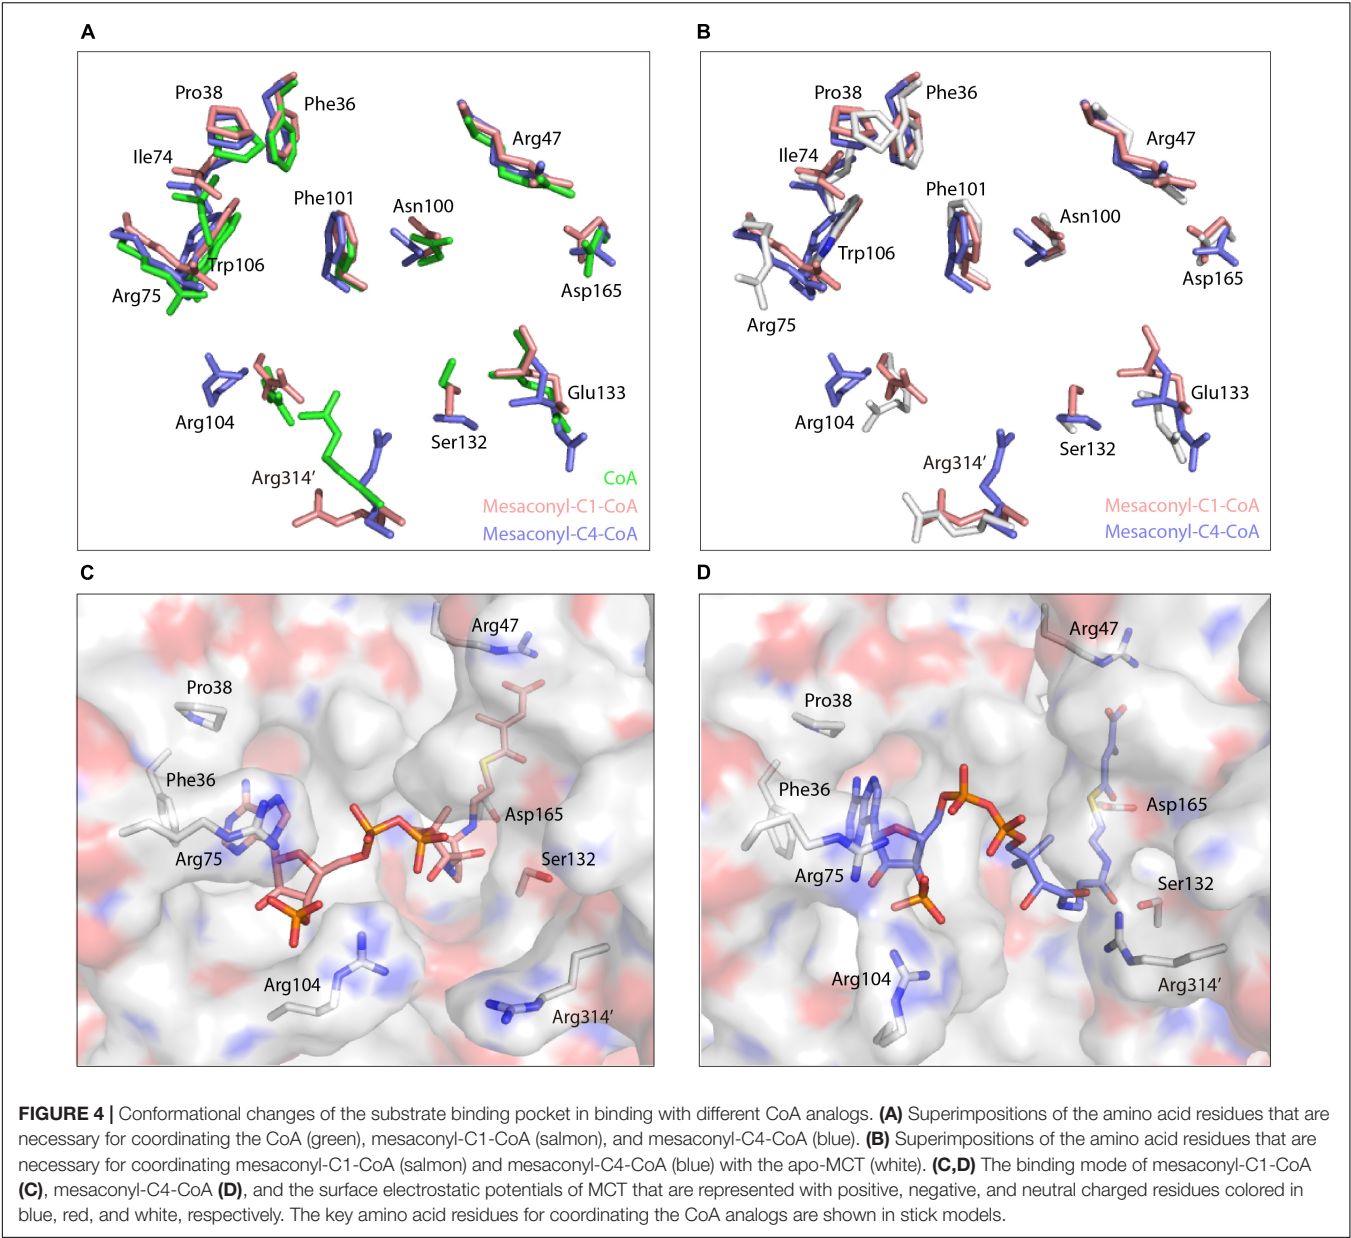 A
Pro38
Phe36
Arg47
Ile74
Phe101
Asn100
Trp106
Arg75
Asp165
Arg104
Ser132
Glu133
Arg314′
CoA
Mesaconyl-C1-CoA
Mesaconyl-C4-CoA
B
Pro38
Phe36
Arg47
Ile74
Phe101
Asn100
Trp106
Asp165
Arg75
Arg104
Ser132
Glu133
Arg314′
Mesaconyl-C1-CoA
Mesaconyl-C4-CoA
C
Arg47
Pro38
Phe36
Asp165
Arg75
Ser132
Arg104
Arg314′
D
Arg47
Pro38
Phe36
Asp165
Arg75
Ser132
Arg104
Arg314′
FIGURE 4 | Conformational changes of the substrate binding pocket in binding with different CoA analogs. (A) Superimpositions of the amino acid residues that are
necessary for coordinating the CoA (green), mesaconyl-C1-CoA (salmon), and mesaconyl-C4-CoA (blue). (B) Superimpositions of the amino acid residues that are
necessary for coordinating mesaconyl-C1-CoA (salmon) and mesaconyl-C4-CoA (blue) with the apo-MCT (white). (C,D) The binding mode of mesaconyl-C1-CoA
(C), mesaconyl-C4-CoA (D), and the surface electrostatic potentials of MCT that are represented with positive, negative, and neutral charged residues colored in
blue, red, and white, respectively. The key amino acid residues for coordinating the CoA analogs are shown in stick models.